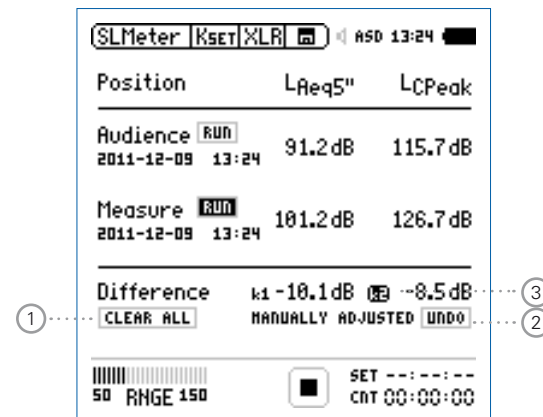 SLMeter KSET XLR ASD 13:24
Position LAeq5" LCPeak
Audience RUN 91.2dB 115.7dB
2011-12-09 13:24
Measure RUN 101.2dB 126.7dB
2011-12-09 13:24
Difference k1 -10.1dB k2 -8.5dB 3
1 CLEAR ALL MANUALLY ADJUSTED UNDO 2
50 RNGE 150 SET --:--:--
CNT 00:00:00